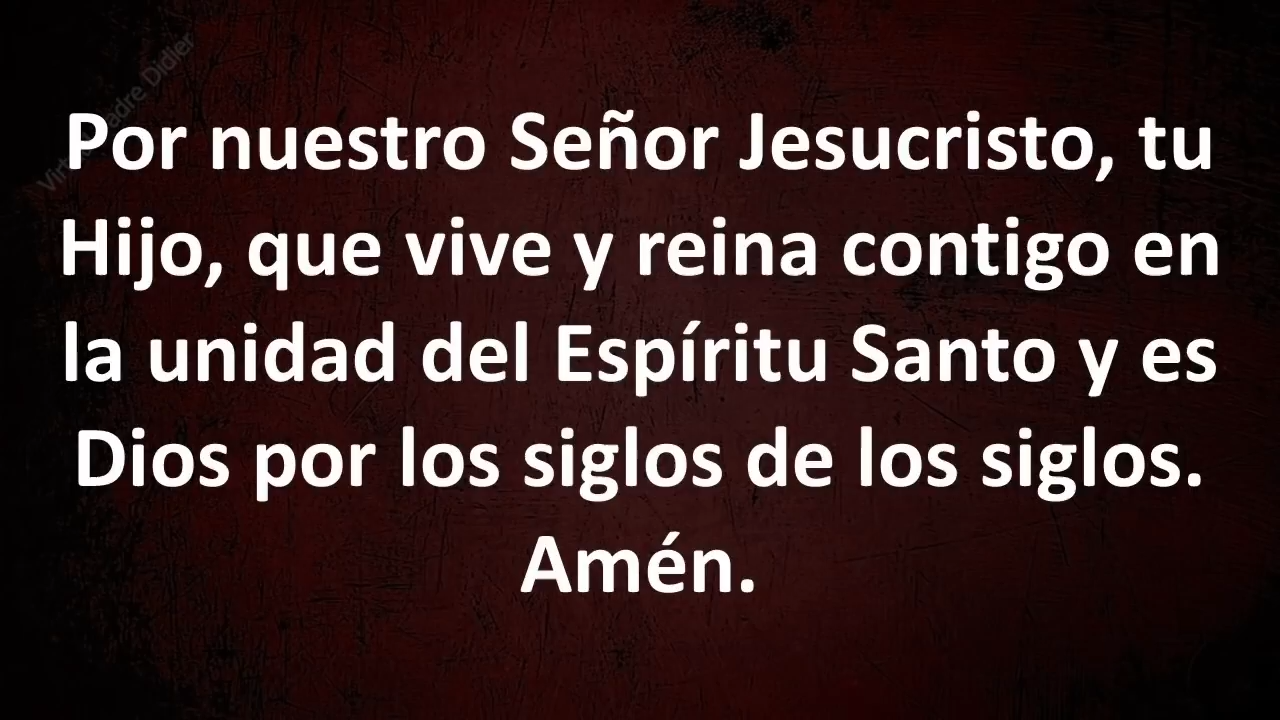 Por nuestro Señor Jesucristo, tu
Hijo, que vive y reina contigo en
la unidad del Espíritu Santo y es
Dios por los siglos de los siglos.
Amén.
Didier